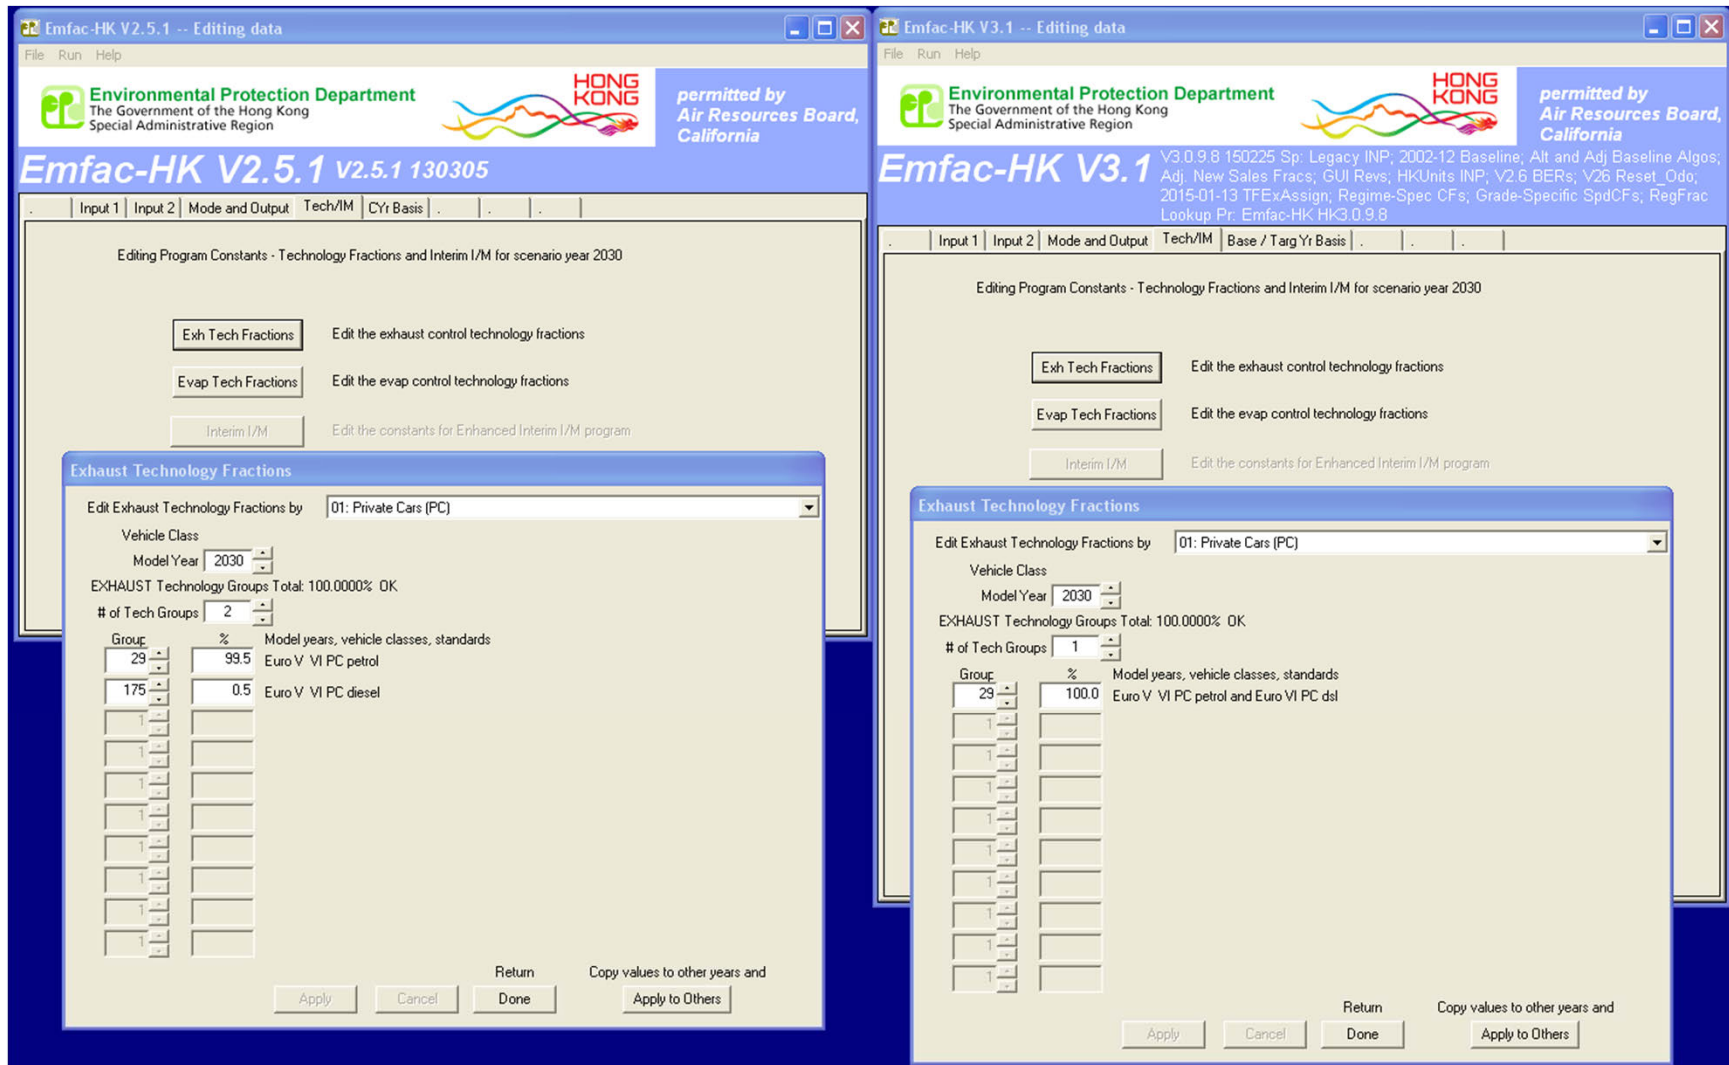 Emfac-HK V2.5.1 -- Editing data
File Run Help
Environmental Protection Department
The Government of the Hong Kong
Special Administrative Region
HONG
KONG
permitted by
Air Resources Board,
California
Emfac-HK V2.5.1 V2.5.1 130305
. Input 1 Input 2 Mode and Output Tech/IM CYr Basis . . .
Editing Program Constants - Technology Fractions and Interim I/M for scenario year 2030
Exh Tech Fractions Edit the exhaust control technology fractions
Evap Tech Fractions Edit the evap control technology fractions
Interim I/M Edit the constants for Enhanced Interim I/M program
Exhaust Technology Fractions
Edit Exhaust Technology Fractions by 01: Private Cars (PC)
Vehicle Class
Model Year 2030
EXHAUST Technology Groups Total: 100.0000% OK
# of Tech Groups 2
Group % Model years, vehicle classes, standards
29 99.5 Euro V VI PC petrol
175 0.5 Euro V VI PC diesel
1
1
1
1
1
1
1
1
Return Copy values to other years and
Apply Cancel Done Apply to Others
Emfac-HK V3.1 -- Editing data
File Run Help
Environmental Protection Department
The Government of the Hong Kong
Special Administrative Region
HONG
KONG
permitted by
Air Resources Board,
California
Emfac-HK V3.1 V3.0.9.8 150225 Sp: Legacy INP; 2002-12 Baseline; Alt and Adj Baseline Algos;
Adj. New Sales Fracs; GUI Revs; HKUnits INP; V2.6 BERs; V26 Reset_Odo;
2015-01-13 TFExAssign; Regime-Spec CFs; Grade-Specific SpdCFs; RegFrac
Lookup Pr: Emfac-HK HK3.0.9.8
. Input 1 Input 2 Mode and Output Tech/IM Base / Targ Yr Basis . . .
Editing Program Constants - Technology Fractions and Interim I/M for scenario year 2030
Exh Tech Fractions Edit the exhaust control technology fractions
Evap Tech Fractions Edit the evap control technology fractions
Interim I/M Edit the constants for Enhanced Interim I/M program
Exhaust Technology Fractions
Edit Exhaust Technology Fractions by 01: Private Cars (PC)
Vehicle Class
Model Year 2030
EXHAUST Technology Groups Total: 100.0000% OK
# of Tech Groups 1
Group % Model years, vehicle classes, standards
29 100.0 Euro V VI PC petrol and Euro VI PC dsl
1
1
1
1
1
1
1
1
1
Return Copy values to other years and
Apply Cancel Done Apply to Others